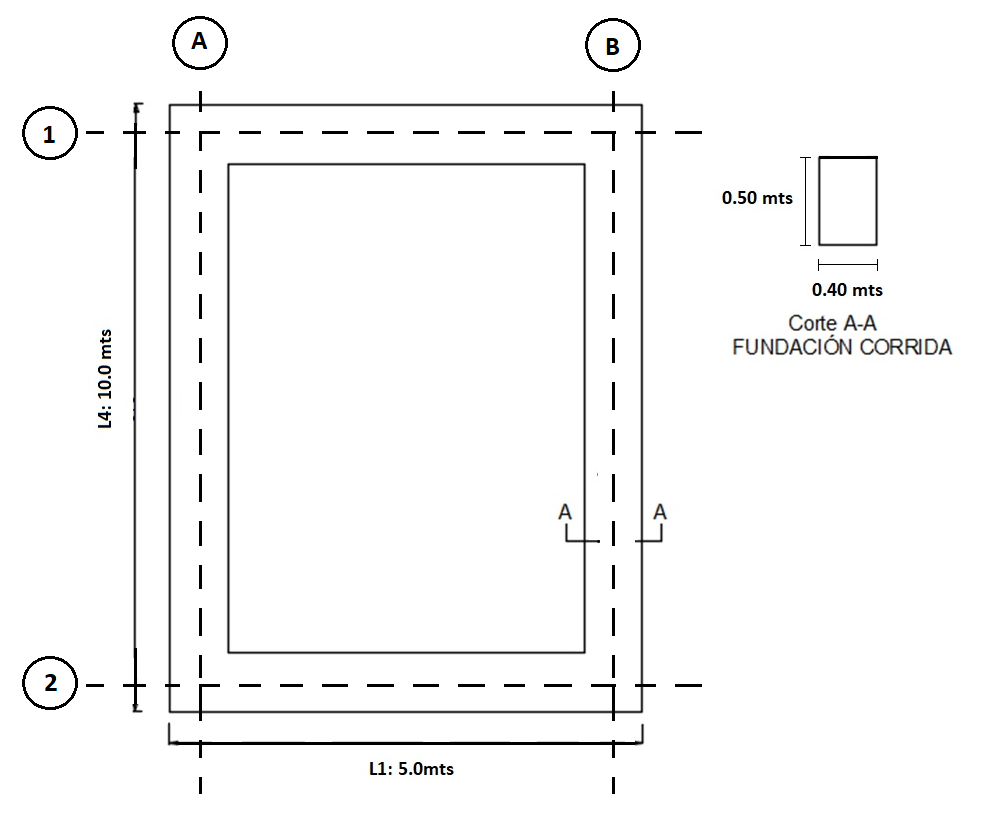 A
B
1
0.50 mts
0.40 mts
Corte A-A
FUNDACIÓN CORRIDA
L4: 10.0 mts
A
A
2
L1: 5.0mts